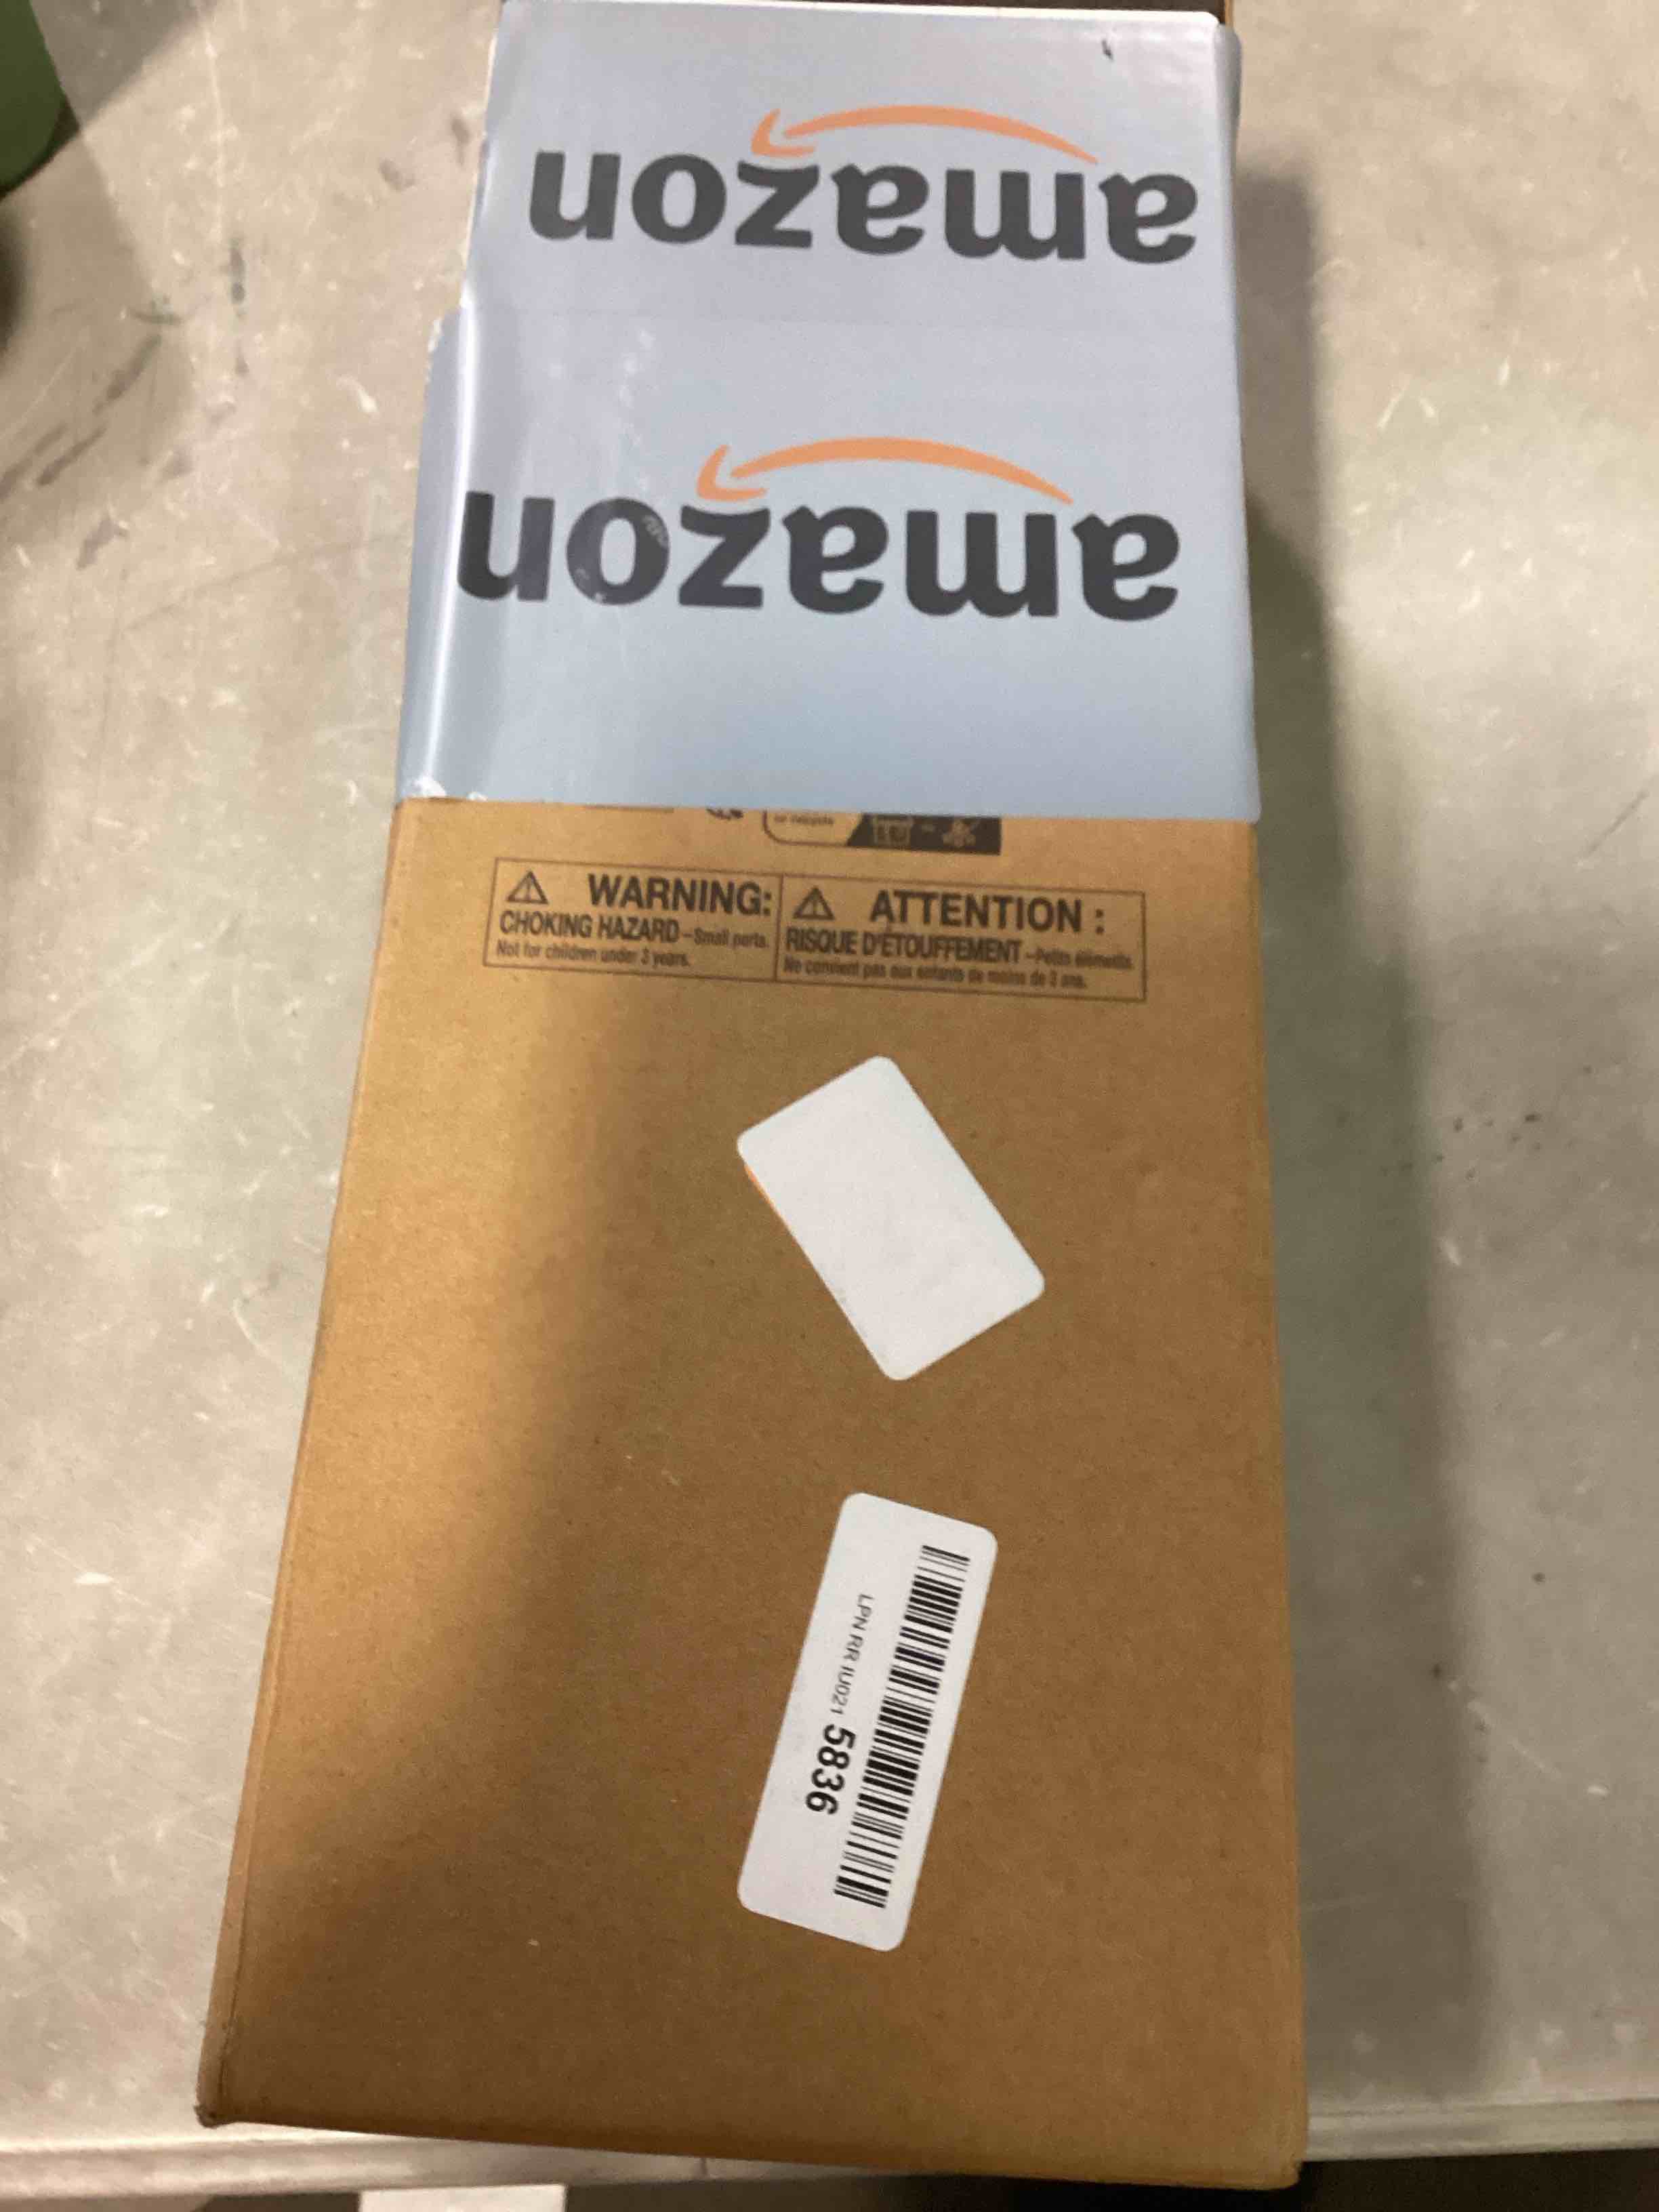 amazon
amazon
WARNING:
CHOKING HAZARD – Small parts.
Not for children under 3 years.
ATTENTION :
RISQUE D'ÉTOUFFEMENT – Petits éléments.
Ne convient pas aux enfants de moins de 3 ans.
LPN RR IU021 5836